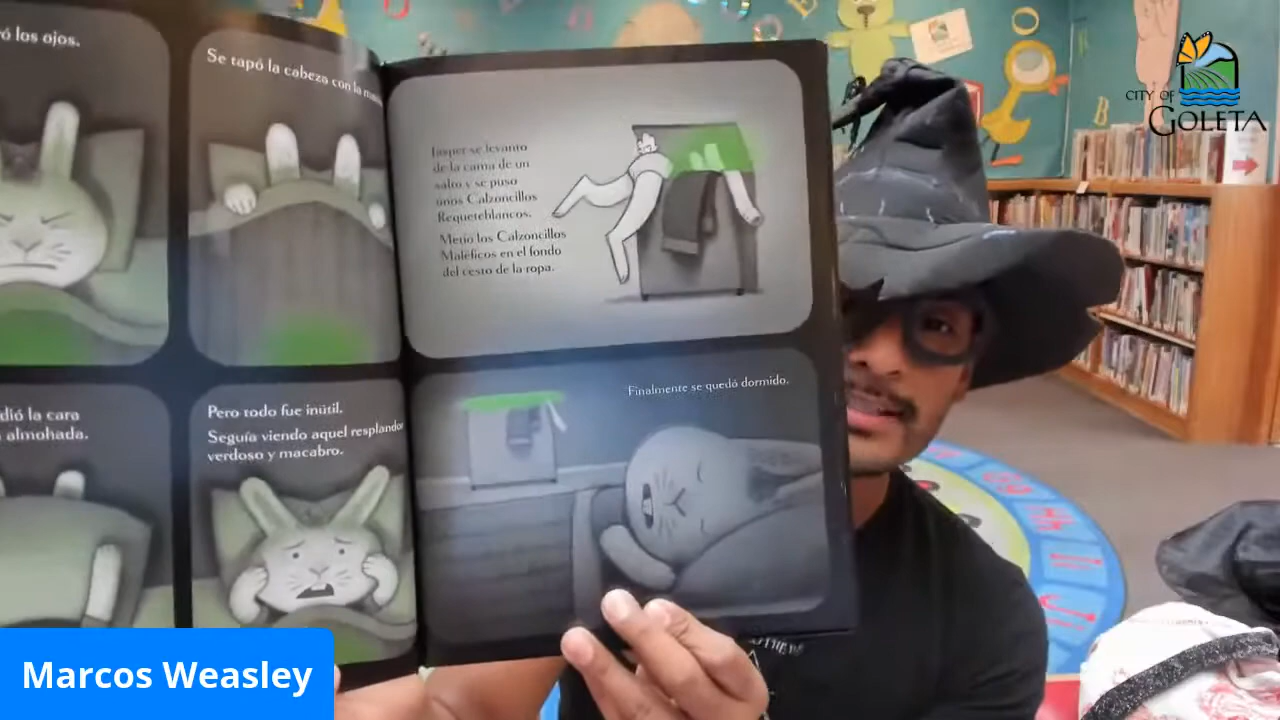 ó los ojos.
Se tapó la cabeza con la
dió la cara
almohada.
Pero todo fue inútil.
Seguía viendo aquel resplandor
verdoso y macabro.
Jasper se levantó
de la cama de un
salto y se puso
unos Calzoncillos
Requeteblancos.
Metió los Calzoncillos
Maléficos en el fondo
del cesto de la ropa.
Finalmente se quedó dormido.
CITY OF
GOLETA
Marcos Weasley